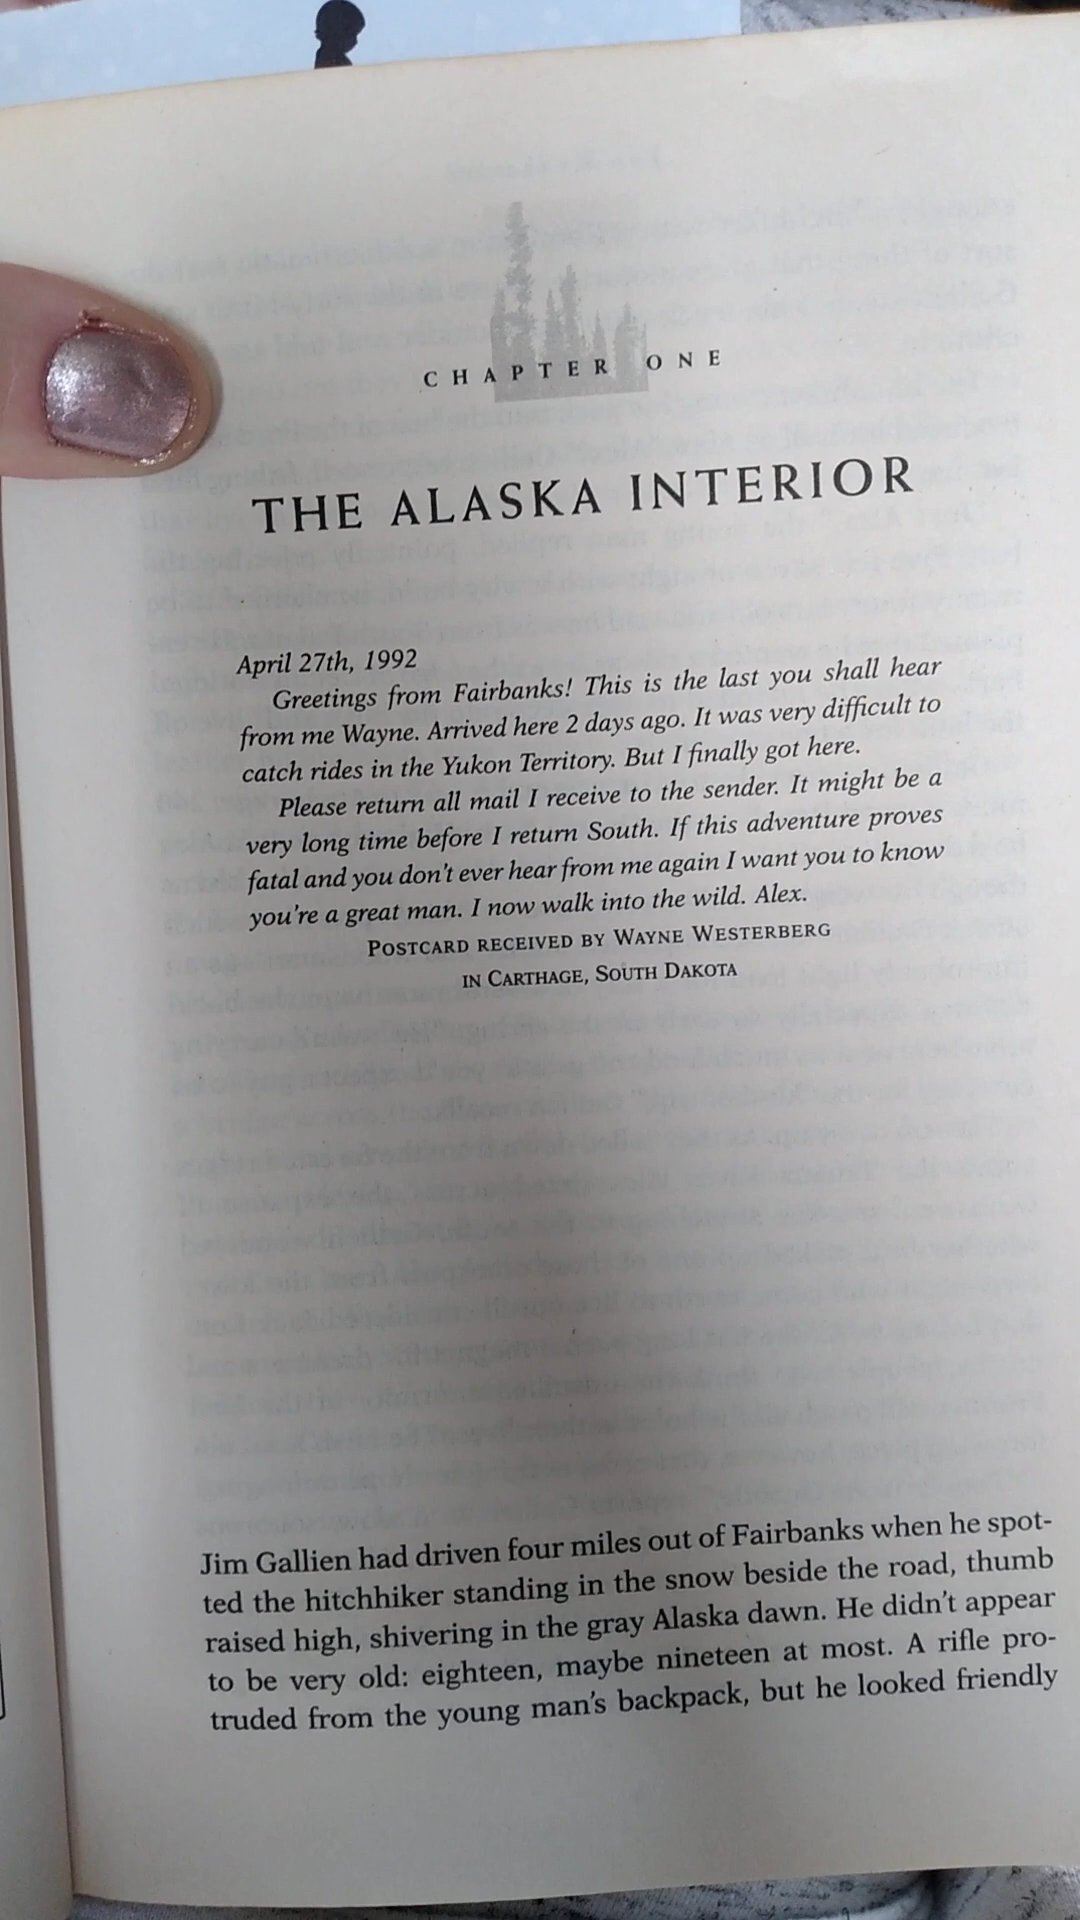 CHAPTER ONE
THE ALASKA INTERIOR
April 27th, 1992
Greetings from Fairbanks! This is the last you shall hear
from me Wayne. Arrived here 2 days ago. It was very difficult to
catch rides in the Yukon Territory. But I finally got here.
Please return all mail I receive to the sender. It might be a
very long time before I return South. If this adventure proves
fatal and you don't ever hear from me again I want you to know
you're a great man. I now walk into the wild. Alex.
POSTCARD RECEIVED BY WAYNE WESTERBERG
IN CARTHAGE, SOUTH DAKOTA
Jim Gallien had driven four miles out of Fairbanks when he spot-
ted the hitchhiker standing in the snow beside the road, thumb
raised high, shivering in the gray Alaska dawn. He didn't appear
to be very old: eighteen, maybe nineteen at most. A rifle pro-
truded from the young man's backpack, but he looked friendly